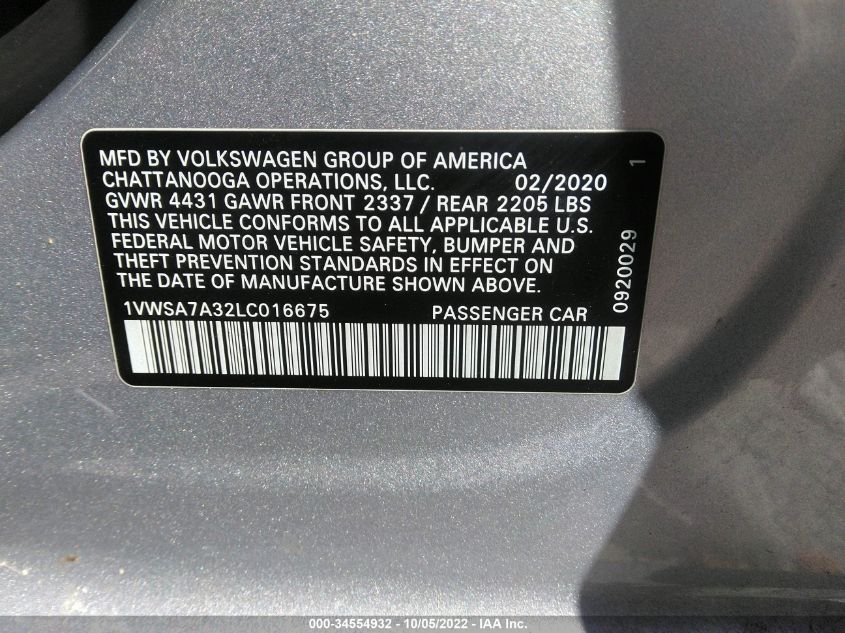 MFD BY VOLKSWAGEN GROUP OF AMERICA
CHATTANOOGA OPERATIONS, LLC. 02/2020
GVWR 4431 GAWR FRONT 2337 / REAR 2205 LBS
THIS VEHICLE CONFORMS TO ALL APPLICABLE U.S.
FEDERAL MOTOR VEHICLE SAFETY, BUMPER AND
THEFT PREVENTION STANDARDS IN EFFECT ON
THE DATE OF MANUFACTURE SHOWN ABOVE.
1VWSA7A32LC016675 PASSENGER CAR
0920029 1
000-34554932 - 10/05/2022 - IAA Inc.